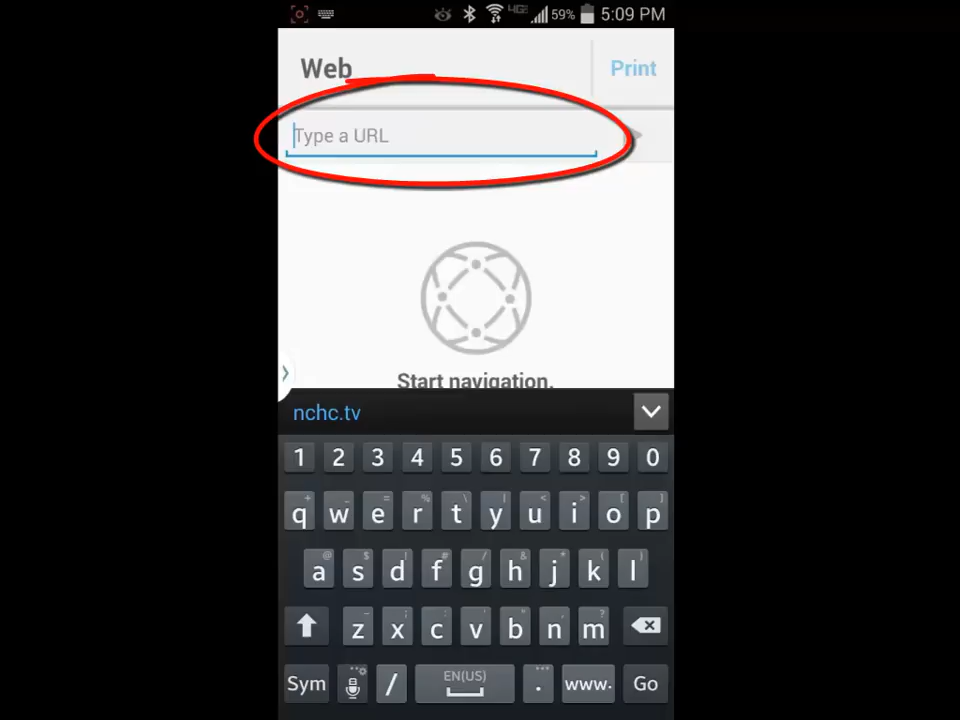 59% 5:09 PM
Web
Print
Type a URL
Start navigation.
nchc.tv
1 2 3 4 5 6 7 8 9 0
q w e r t y u i o p
a s d f g h j k l
z x c v b n m
Sym / EN(US) . www. Go